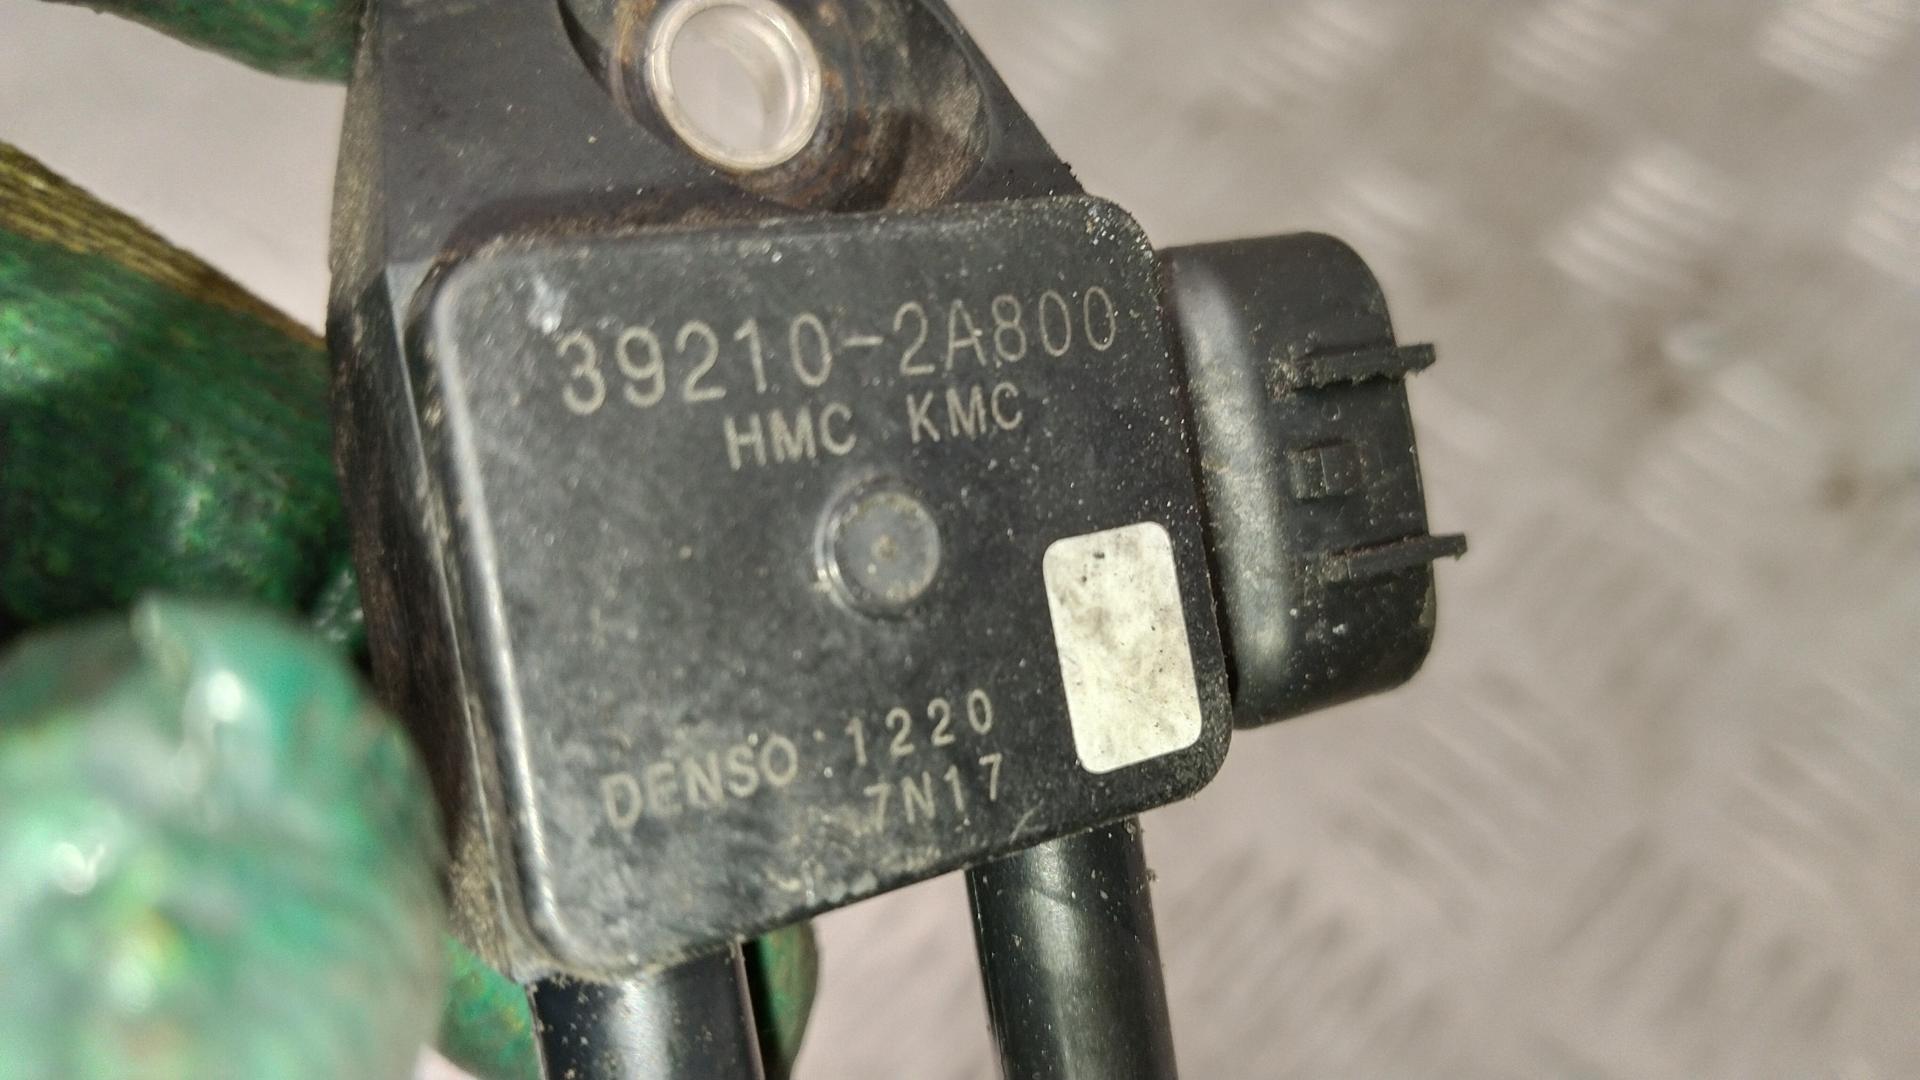 39210-2A800
HMC KMC
DENSO 1220
7N17